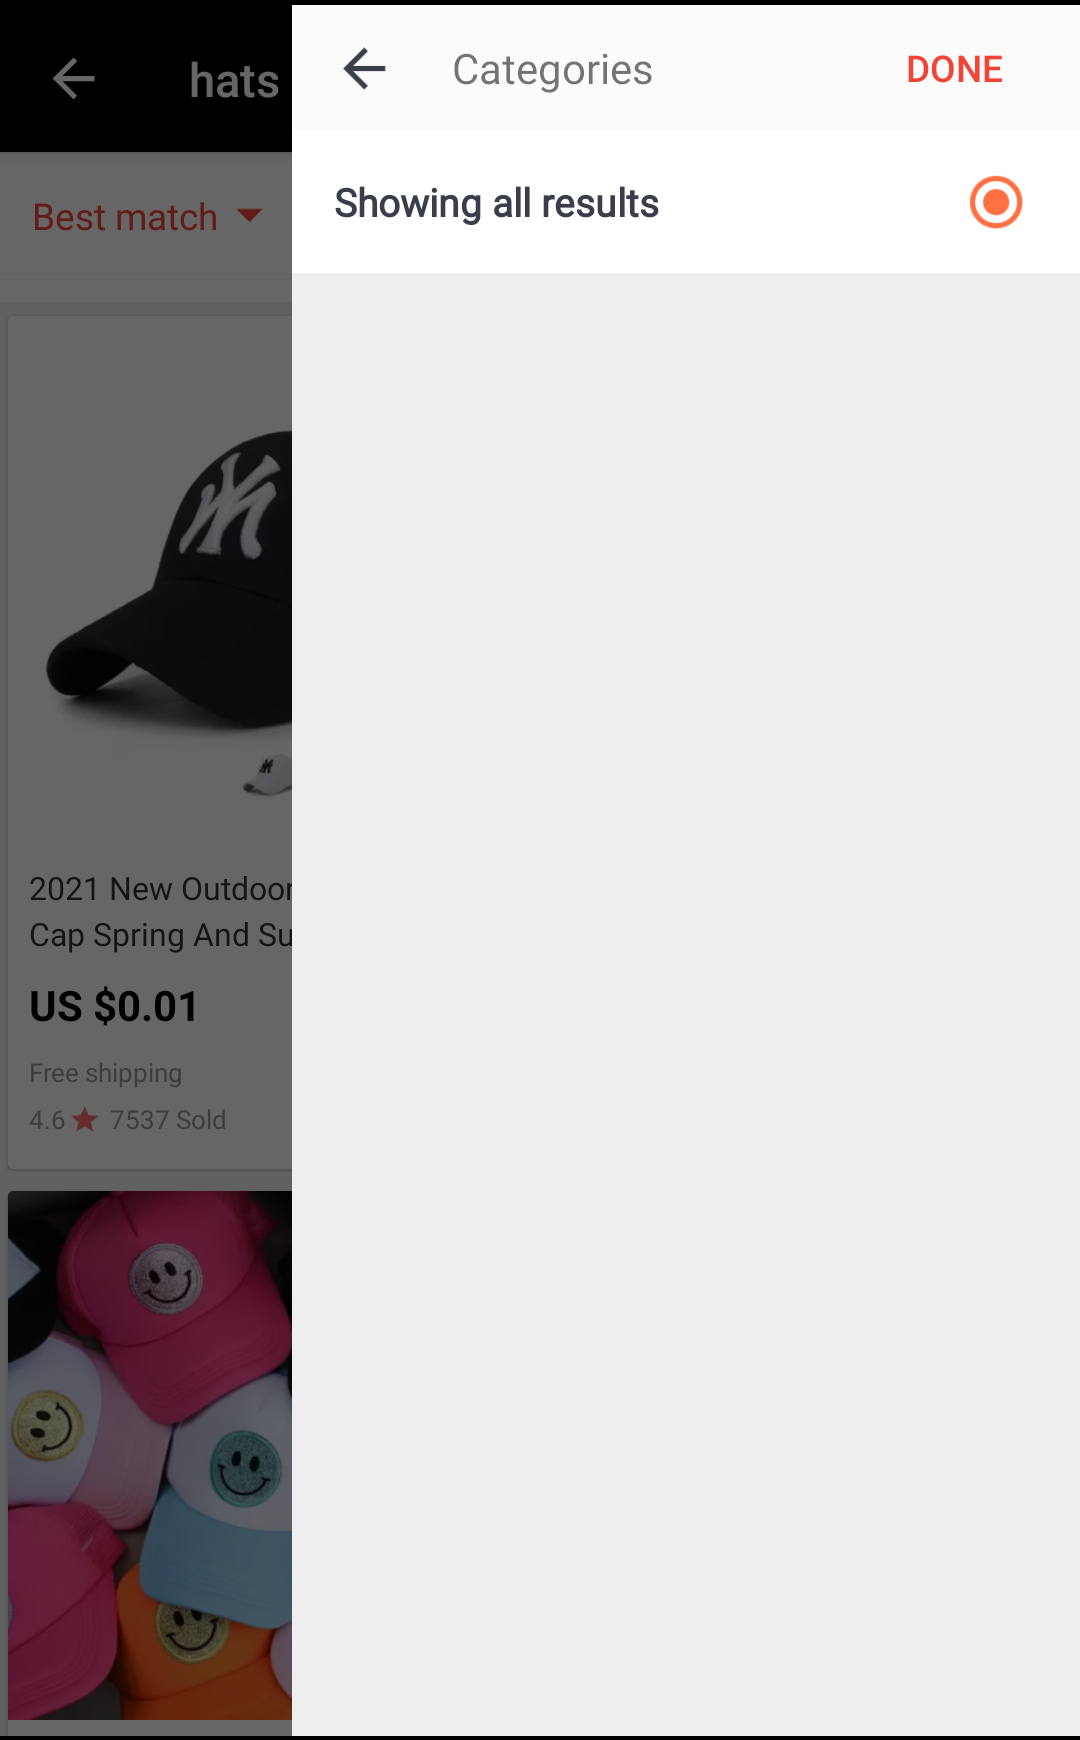 hats
Categories
DONE
Best match
Showing all results
2021 New Outdoor
Cap Spring And Su
US $0.01
Free shipping
4.6 7537 Sold